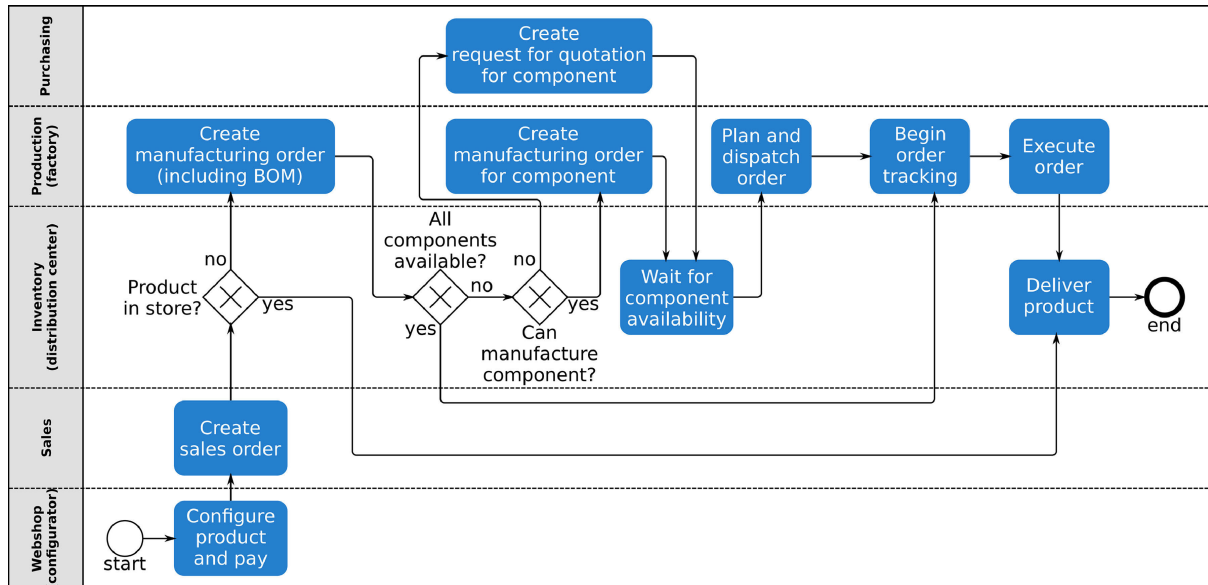 Purchasing
Create
request for quotation
for component
Production
(factory)
Create
manufacturing order
(including BOM)
Create
manufacturing order
for component
Plan and
dispatch
order
Begin
order
tracking
Execute
order
Inventory
(distribution center)
Product
in store?
no
yes
All
components
available?
no
yes
no
yes
Can
manufacture
component?
Wait for
component
availability
Deliver
product
end
Sales
Create
sales order
Webshop
configurator)
start
Configure
product
and pay